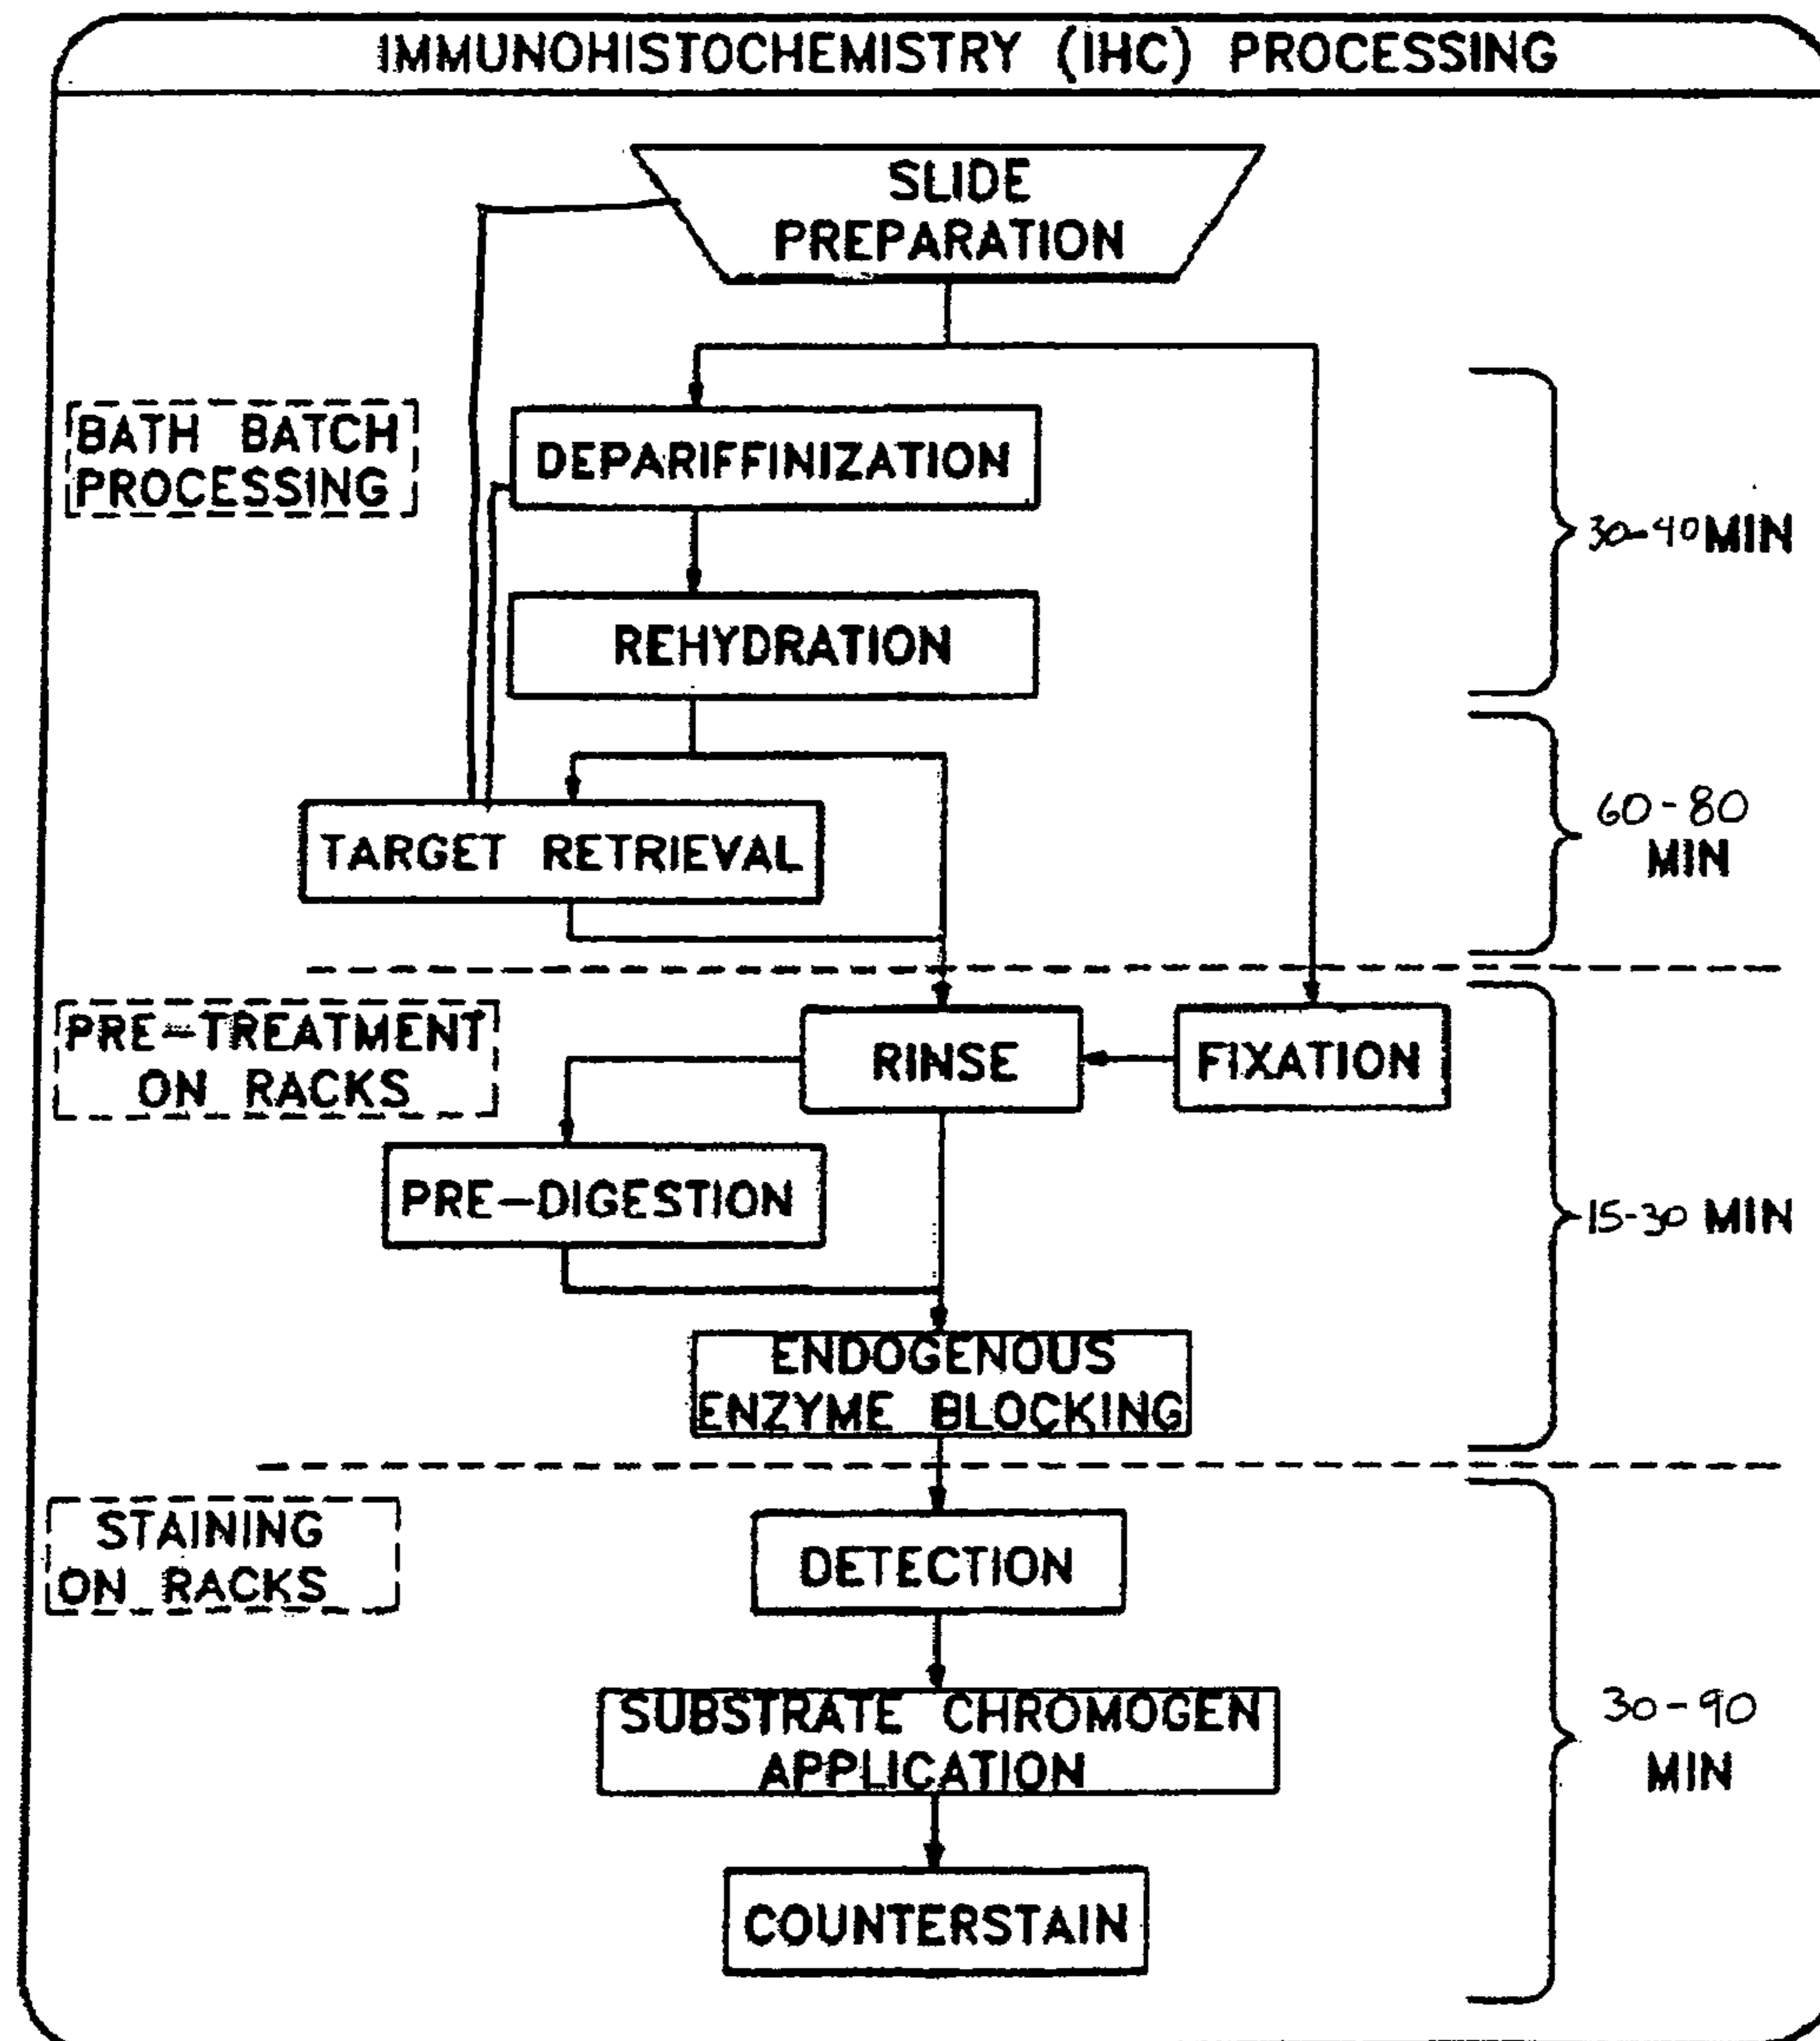 IMMUNOHISTOCHEMISTRY (IHC) PROCESSING
SLIDE
PREPARATION
BATH BATCH
PROCESSING
DEPARIFFINIZATION
30-40 MIN
REHYDRATION
TARGET RETRIEVAL
60-80
MIN
PRE-TREATMENT
ON RACKS
RINSE
FIXATION
PRE-DIGESTION
15-30 MIN
ENDOGENOUS
ENZYME BLOCKING
STAINING
ON RACKS
DETECTION
SUBSTRATE CHROMOGEN
APPLICATION
30-90
MIN
COUNTERSTAIN